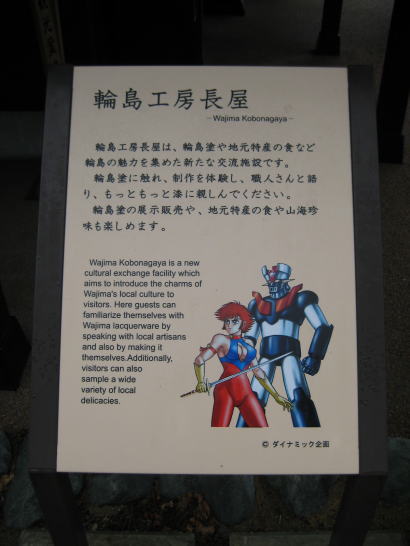 輪島工房長屋
－Wajima Kobonagaya－
輪島工房長屋は、輪島塗や地元特産の食など
輪島の魅力を集めた新たな交流施設です。
輪島塗に触れ、制作を体験し、職人さんと語
り、もっともっと漆に親しんでください。
輪島塗の展示販売や、地元特産の食や山海珍
味も楽しめます。
Wajima Kobonagaya is a new
cultural exchange facility which
aims to introduce the charms of
Wajima's local culture to
visitors. Here guests can
familiarize themselves with
Wajima lacquerware by
speaking with local artisans
and also by making it
themselves.Additionally,
visitors can also
sample a wide
variety of local
delicacies.
© ダイナミック企画